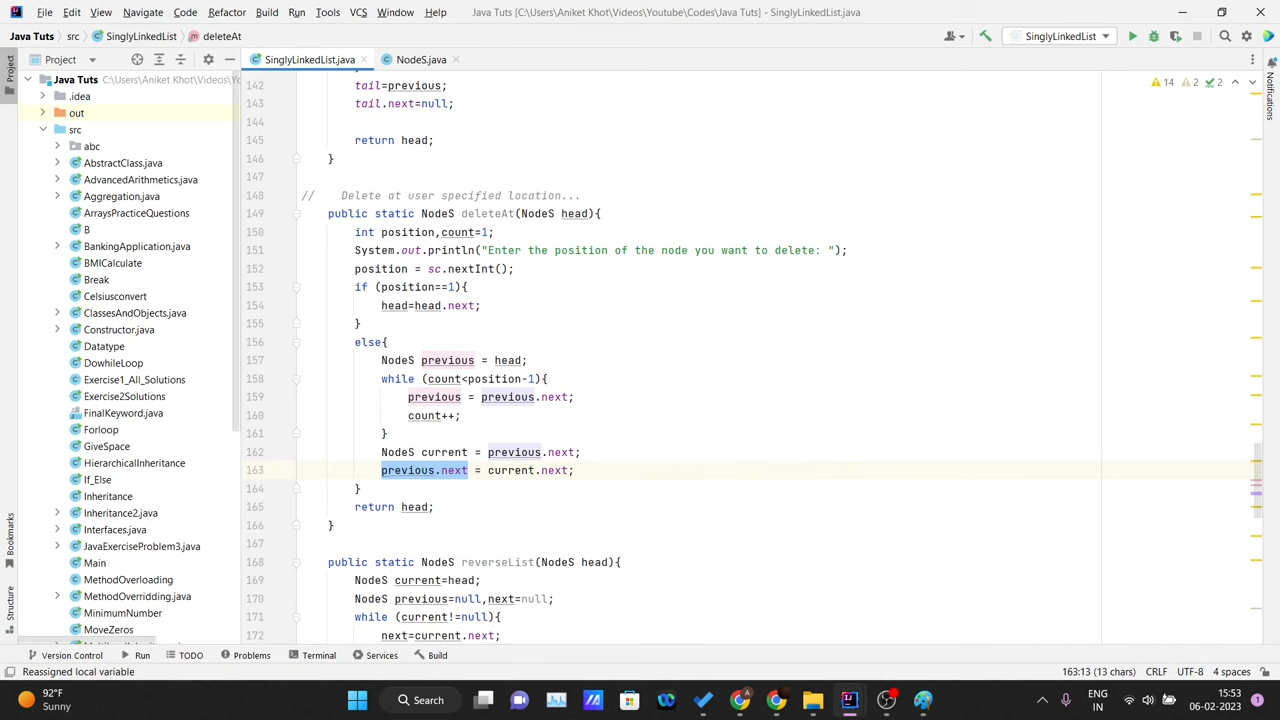 File Edit View Navigate Code Refactor Build Run Tools VCS Window Help Java Tuts [C:\Users\Aniket Khot\Videos\Youtube\Codes\Java Tuts] - SinglyLinkedList.java
Java Tuts src SinglyLinkedList deleteAt SinglyLinkedList
Project SinglyLinkedList.java NodeS.java
Project
Java Tuts C:\Users\Aniket Khot\Videos\Yo
.idea
out
src
abc
AbstractClass.java
AdvancedArithmetics.java
Aggregation.java
ArraysPracticeQuestions
B
BankingApplication.java
BMICalculate
Break
Celsiusconvert
ClassesAndObjects.java
Constructor.java
Datatype
DowhileLoop
Exercise1_All_Solutions
Exercise2Solutions
FinalKeyword.java
Forloop
GiveSpace
HierarchicalInheritance
If_Else
Inheritance
Inheritance2.java
Interfaces.java
JavaExerciseProblem3.java
Main
MethodOverloading
MethodOverridding.java
MinimumNumber
MoveZeros
Bookmarks
Structure
14 2 2
Notifications
142 tail=previous;
143 tail.next=null;
144
145 return head;
146 }
147
148 // Delete at user specified location...
149 public static NodeS deleteAt(NodeS head){
150 int position,count=1;
151 System.out.println("Enter the position of the node you want to delete: ");
152 position = sc.nextInt();
153 if (position==1){
154 head=head.next;
155 }
156 else{
157 NodeS previous = head;
158 while (count<position-1){
159 previous = previous.next;
160 count++;
161 }
162 NodeS current = previous.next;
163 previous.next = current.next;
164 }
165 return head;
166 }
167
168 public static NodeS reverseList(NodeS head){
169 NodeS current=head;
170 NodeS previous=null,next=null;
171 while (current!=null){
172 next=current.next;
Version Control Run TODO Problems Terminal Services Build
Reassigned local variable 163:13 (13 chars) CRLF UTF-8 4 spaces
92°F
Sunny
Search
ENG
IN
15:53
06-02-2023
1